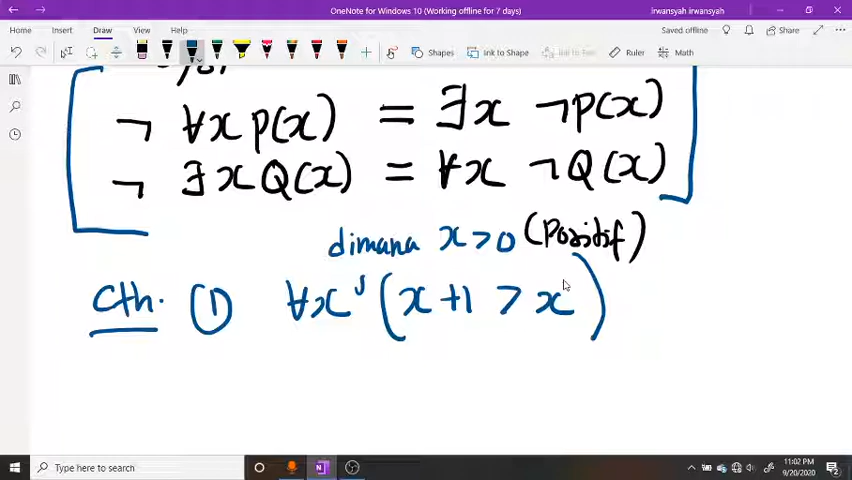 OneNote for Windows 10 (Working offline for 7 days)
irwansyah irwansyah
Home Insert Draw View Help
Saved offline Share
Shapes Ink to Shape Ink to Text Ruler Math
¬ ∀x P(x) = ∃x ¬P(x)
¬ ∃x Q(x) = ∀x ¬Q(x)
dimana x > 0 (Positif)
Cth. ① ∀x (x + 1 > x)
Type here to search
11:02 PM
9/20/2020
2